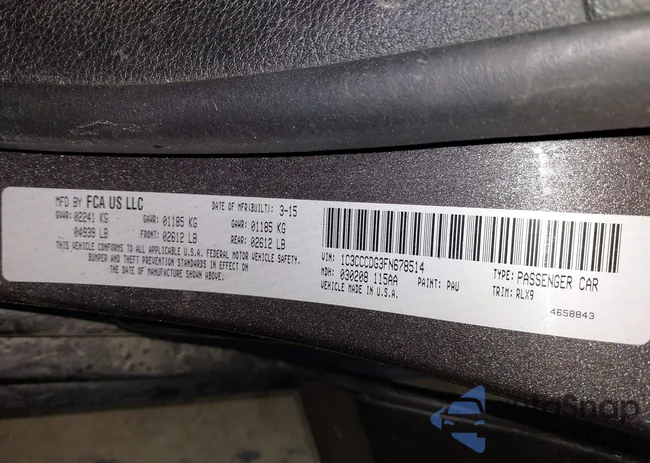 MFD BY FCA US LLC
DATE OF MFR(BUILT): 3-15
GVWR: 02241 KG
GAWR: 01185 KG
GAWR: 01185 KG
04939 LB
FRONT: 02612 LB
REAR: 02612 LB
THIS VEHICLE CONFORMS TO ALL APPLICABLE U.S.A. FEDERAL MOTOR VEHICLE SAFETY,
BUMPER AND THEFT PREVENTION STANDARDS IN EFFECT ON
THE DATE OF MANUFACTURE SHOWN ABOVE.
VIN: 1C3CCCDG3FN678514
TYPE: PASSENGER CAR
MDH: 030208 115AA
PAINT: PAU
TRIM: RLX9
VEHICLE MADE IN U.S.A.
4658843
AutoSnap